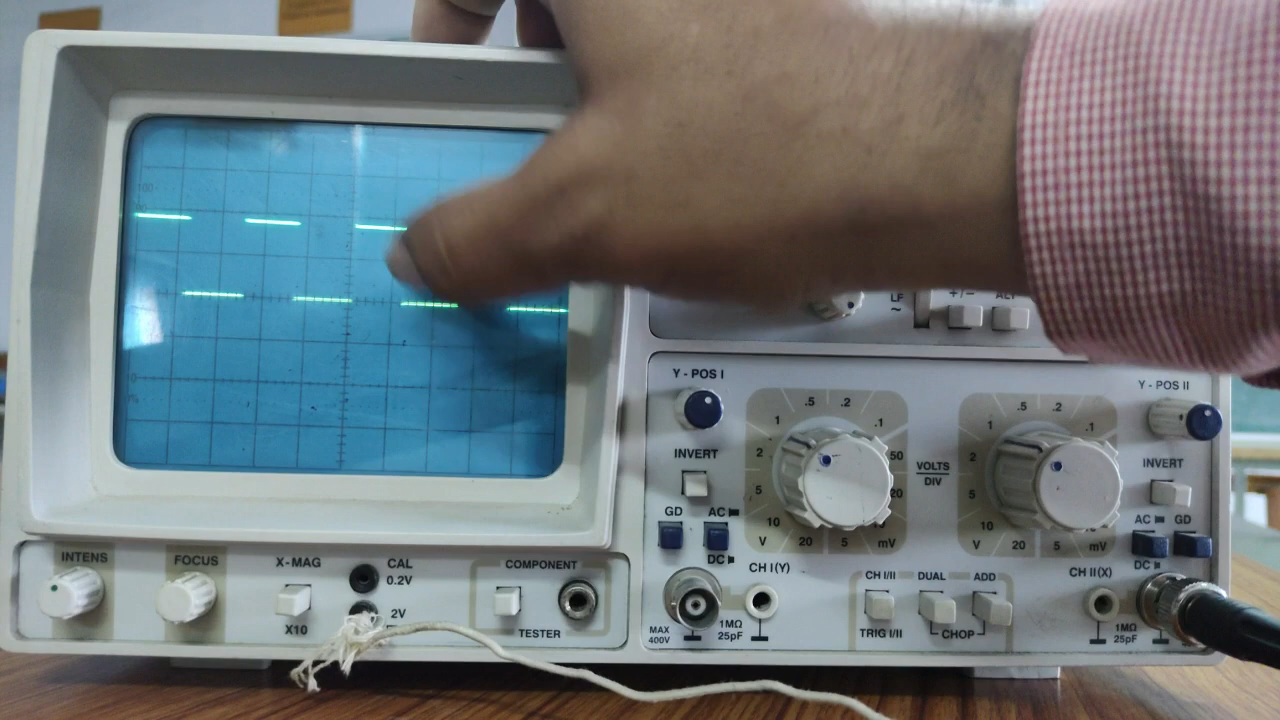 100
90
0
LF
+/−
~
Y - POS I
Y - POS II
.5 .2
1 .1
2 50
5 20
10
V 20 5 mV
VOLTS
DIV
.5 .2
1 .1
2
5
10
V 20 5 mV
INVERT
INVERT
GD AC
DC
AC GD
DC
CH I(Y)
CH II(X)
MAX
400V
1MΩ
25pF
CH I/II DUAL ADD
TRIG I/II CHOP
1MΩ
25pF
INTENS
FOCUS
X-MAG
X10
CAL
0.2V
2V
COMPONENT
TESTER